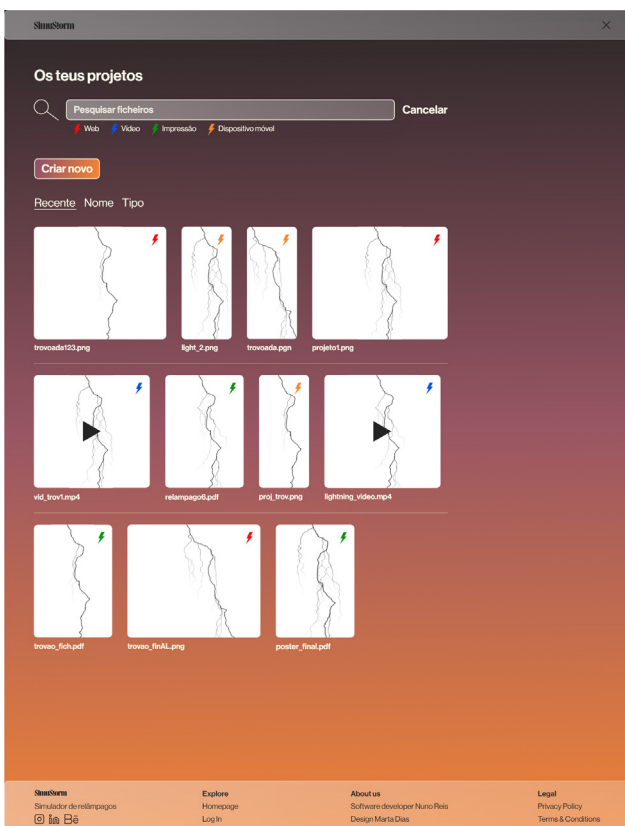 SimuStorm
Os teus projetos
Pesquisar ficheiros
Cancelar
Web Vídeo Impressão Dispositivo móvel
Criar novo
Recente Nome Tipo
trovoada123.png light_2.png trovoada.pgn projeto1.png
vid_trov1.mp4 relampago6.pdf proj_trov.png lightning_video.mp4
trovao_fich.pdf trovao_finAL.png poster_final.pdf
SimuStorm Explore About us Legal
Simulador de relâmpagos Homepage Software developer Nuno Reis Privacy Policy
in Bē Log In Design Marta Dias Terms & Conditions